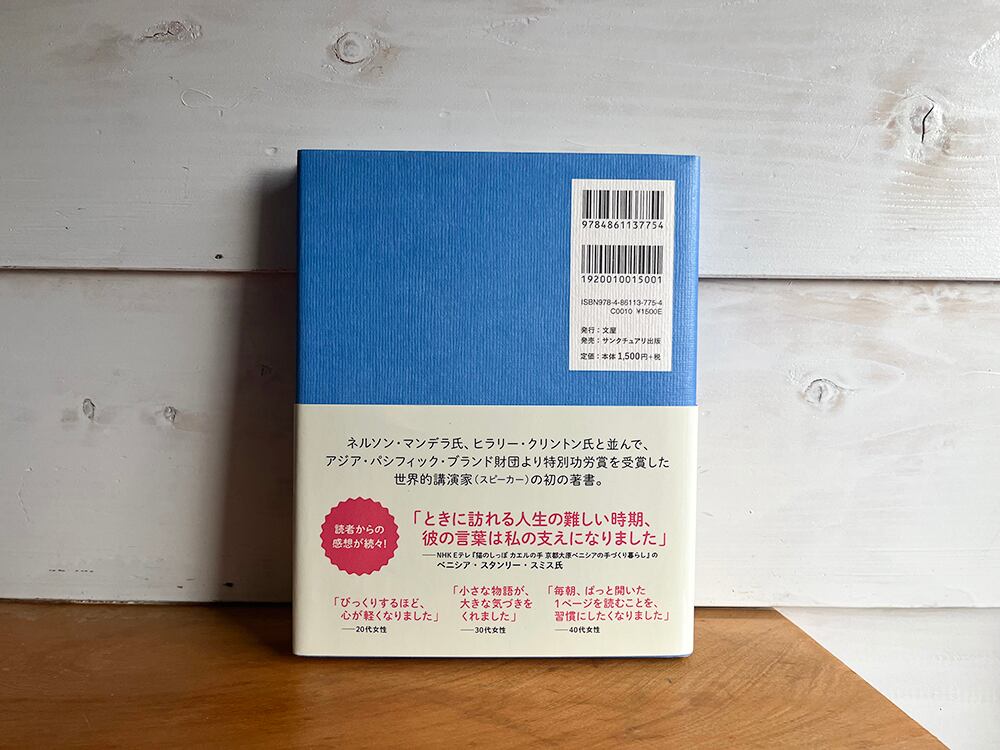 9784861137754
1920010015001
ISBN978-4-86113-775-4
C0010 ¥1500E
発行：文屋
発売：サンクチュアリ出版
定価：本体1,500円+税
ネルソン・マンデラ氏、ヒラリー・クリントン氏と並んで、
アジア・パシフィック・ブランド財団より特別功労賞を受賞した
世界的講演家（スピーカー）の初の著書。
読者からの
感想が続々！
「ときに訪れる人生の難しい時期、
彼の言葉は私の支えになりました」
――NHK Eテレ『猫のしっぽ カエルの手 京都大原ベニシアの手づくり暮らし』の
ベニシア・スタンリー・スミス氏
「びっくりするほど、
心が軽くなりました」
――20代女性
「小さな物語が、
大きな気づきを
くれました」
――30代女性
「毎朝、ぱっと開いた
1ページを読むことを、
習慣にしたくなりました」
――40代女性